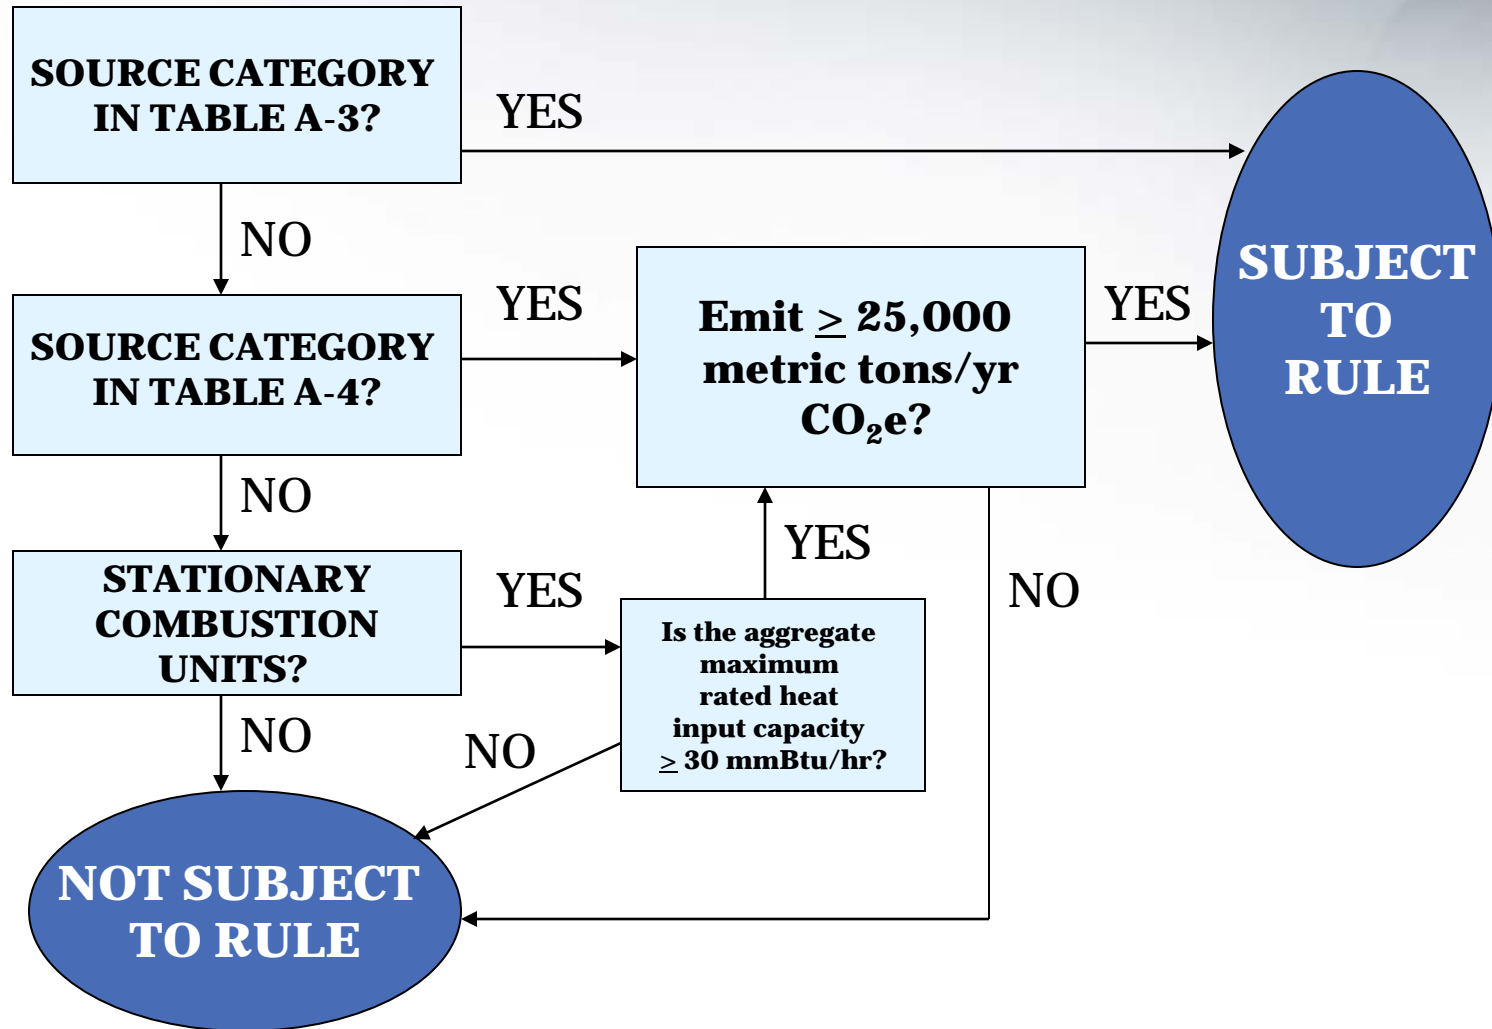 SOURCE CATEGORY
IN TABLE A-3?
YES
NO
SOURCE CATEGORY
IN TABLE A-4?
YES
Emit ≥ 25,000
metric tons/yr
CO₂e?
YES
SUBJECT
TO
RULE
NO
STATIONARY
COMBUSTION
UNITS?
YES
Is the aggregate
maximum
rated heat
input capacity
≥ 30 mmBtu/hr?
YES
NO
NO
NO
NOT SUBJECT
TO RULE